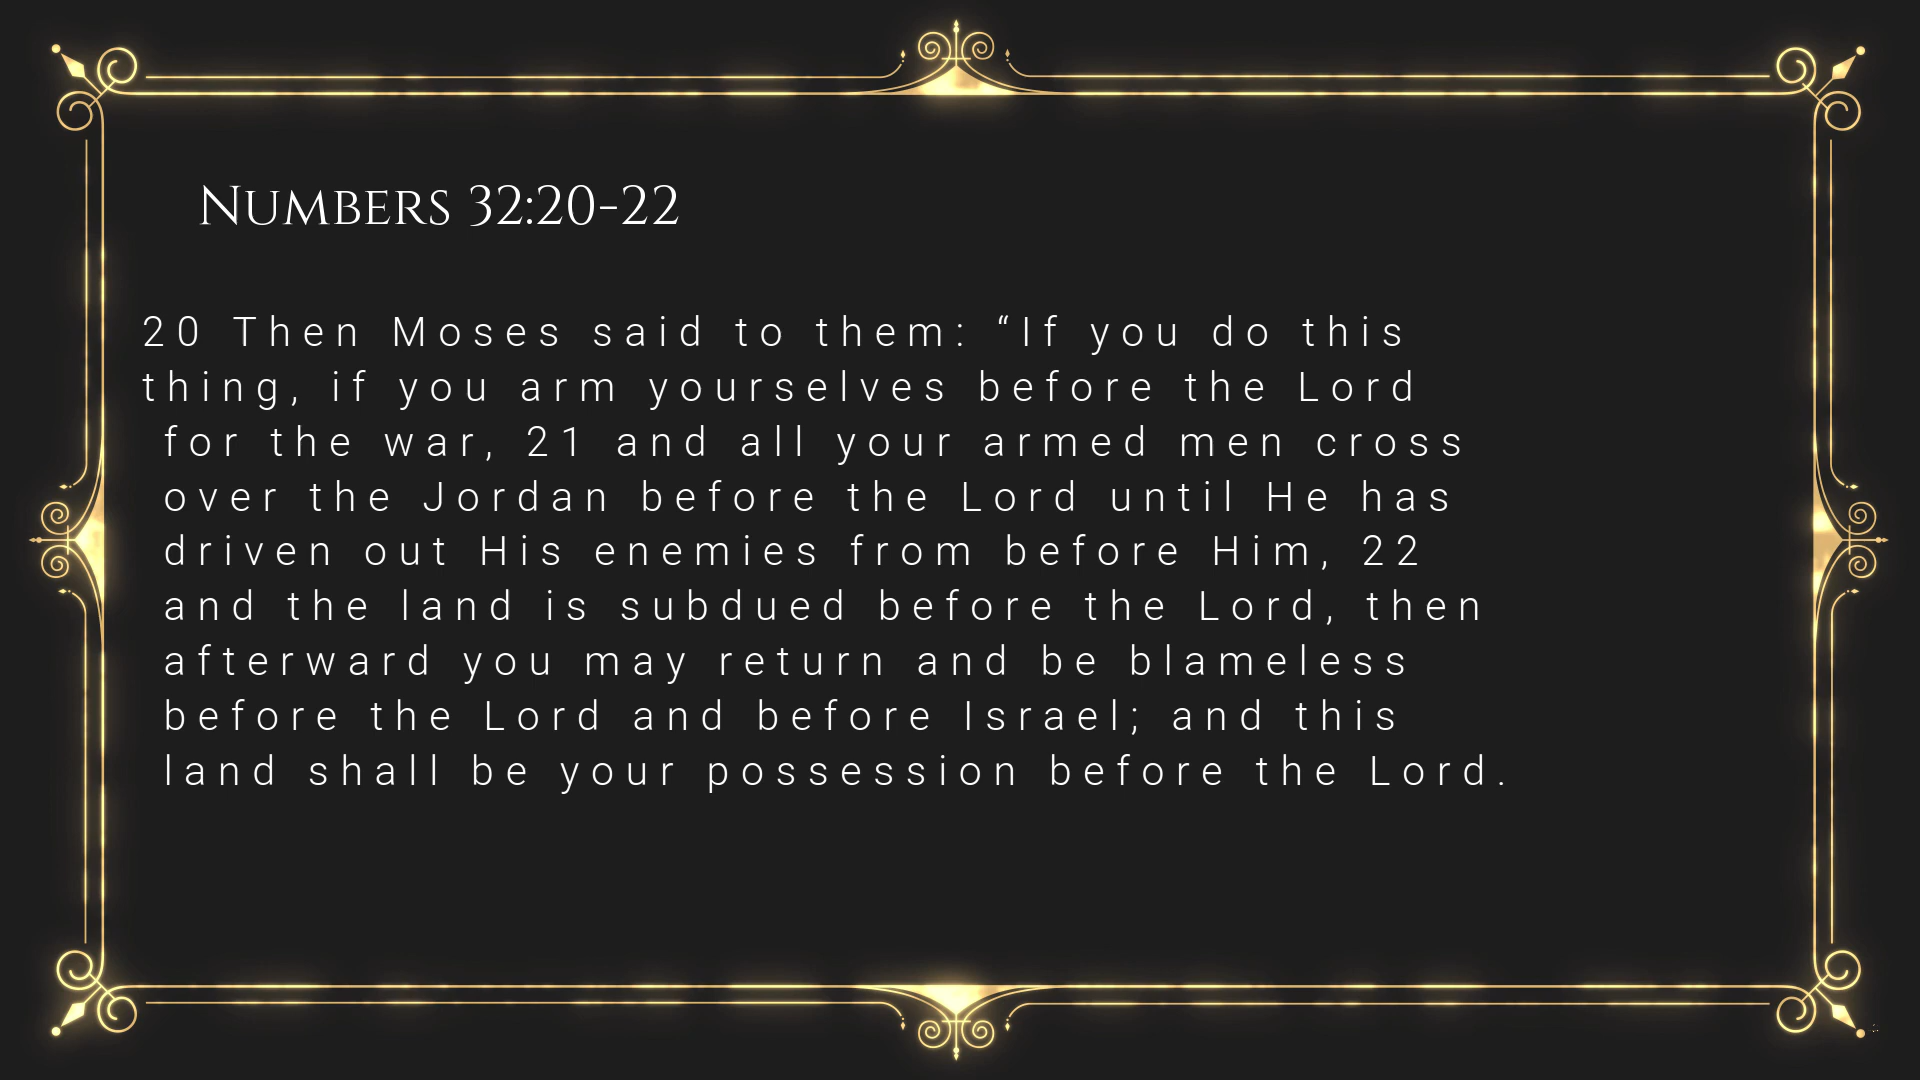 Numbers 32:20-22
20 Then Moses said to them: “If you do this
thing, if you arm yourselves before the Lord
for the war, 21 and all your armed men cross
over the Jordan before the Lord until He has
driven out His enemies from before Him, 22
and the land is subdued before the Lord, then
afterward you may return and be blameless
before the Lord and before Israel; and this
land shall be your possession before the Lord.